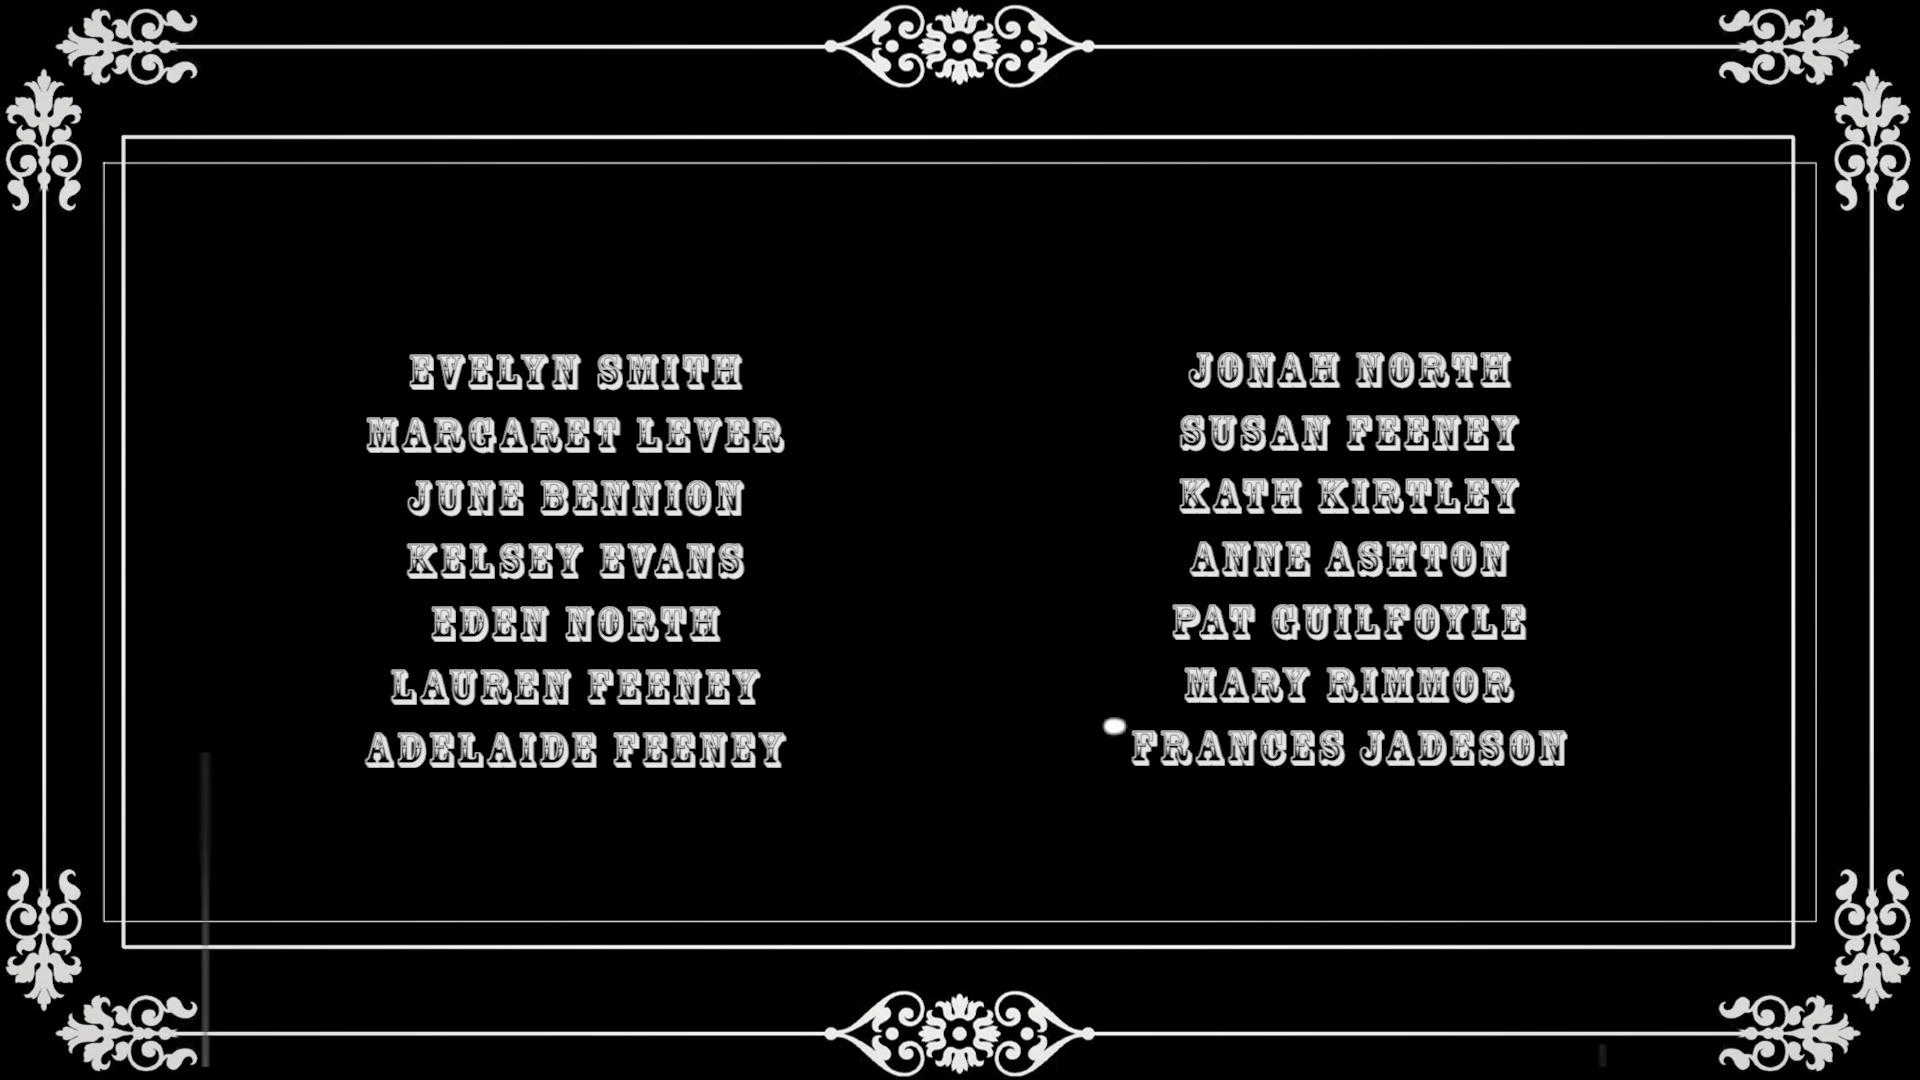 EVELYN SMITH
MARGARET LEVER
JUNE BENNION
KELSEY EVANS
EDEN NORTH
LAUREN FEENEY
ADELAIDE FEENEY
JONAH NORTH
SUSAN FEENEY
KATH KIRTLEY
ANNE ASHTON
PAT GUILFOYLE
MARY RIMMOR
FRANCES JADESON